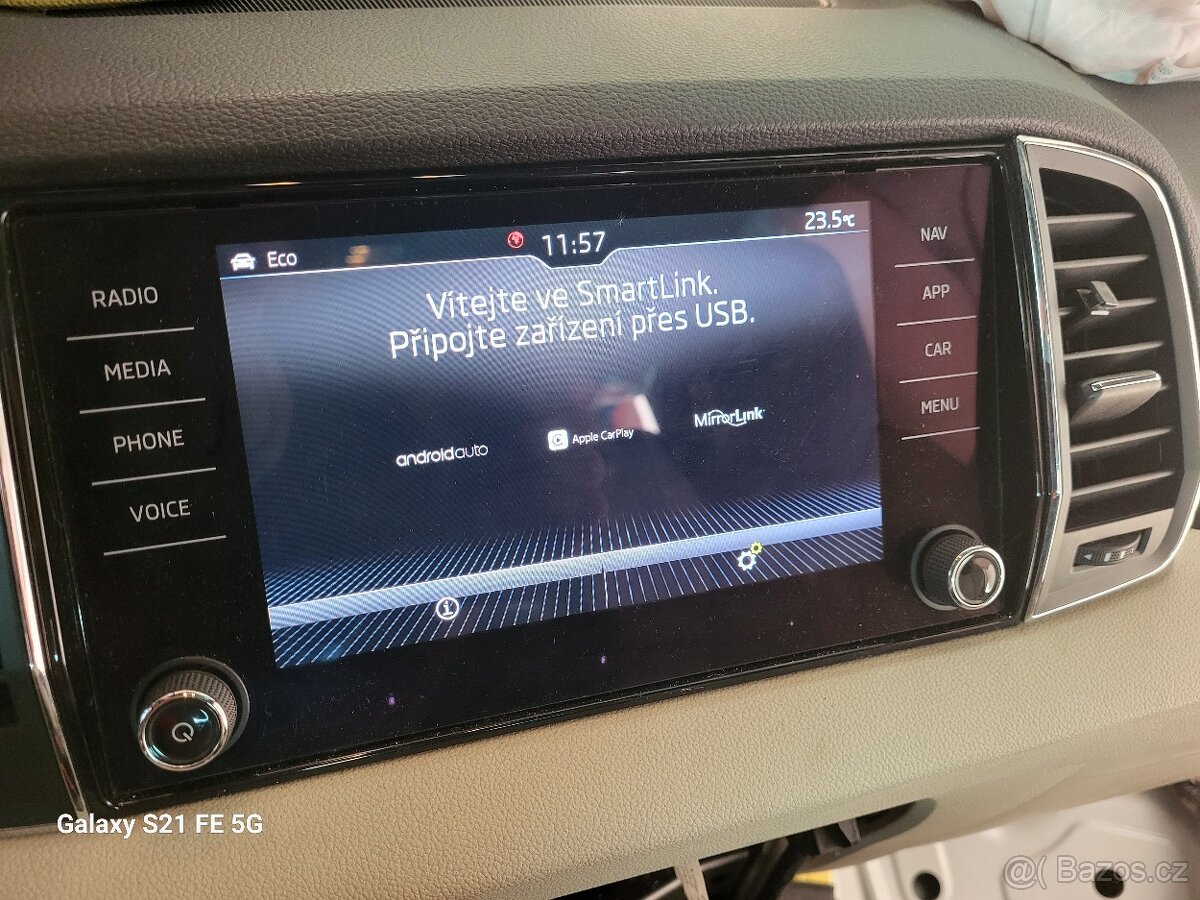 Eco
11:57
23.5°C
Vítejte ve SmartLink.
Připojte zařízení přes USB.
androidauto
Apple CarPlay
MirrorLink
RADIO
MEDIA
PHONE
VOICE
NAV
APP
CAR
MENU
Galaxy S21 FE 5G
@( Bazos.cz